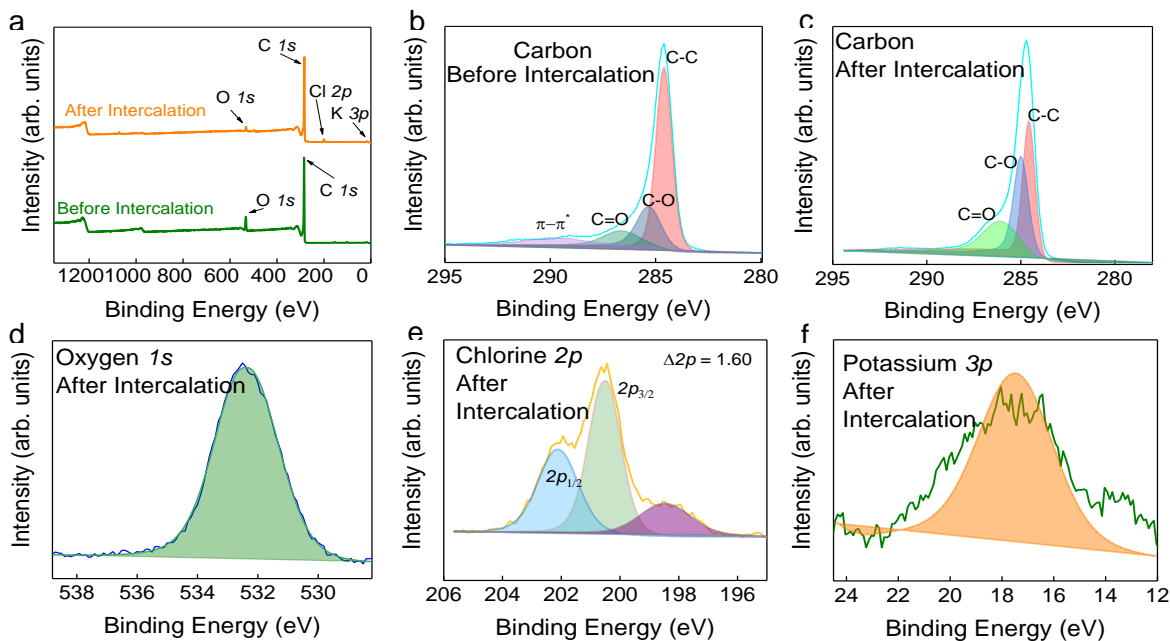 a
Intensity (arb. units)
C 1s
Cl 2p
K 3p
O 1s
After Intercalation
C 1s
O 1s
Before Intercalation
1200 1000 800 600 400 200 0
Binding Energy (eV)
b
Intensity (arb. units)
Carbon
Before Intercalation
C-C
C-O
C=O
π–π*
295 290 285 280
Binding Energy (eV)
c
Intensity (arb. units)
Carbon
After Intercalation
C-C
C-O
C=O
295 290 285 280
Binding Energy (eV)
d
Intensity (arb. units)
Oxygen 1s
After Intercalation
538 536 534 532 530
Binding Energy (eV)
e
Intensity (arb. units)
Chlorine 2p
After
Intercalation
Δ2p = 1.60
2p3/2
2p1/2
206 204 202 200 198 196
Binding Energy (eV)
f
Intensity (arb. units)
Potassium 3p
After
Intercalation
24 22 20 18 16 14 12
Binding Energy (eV)